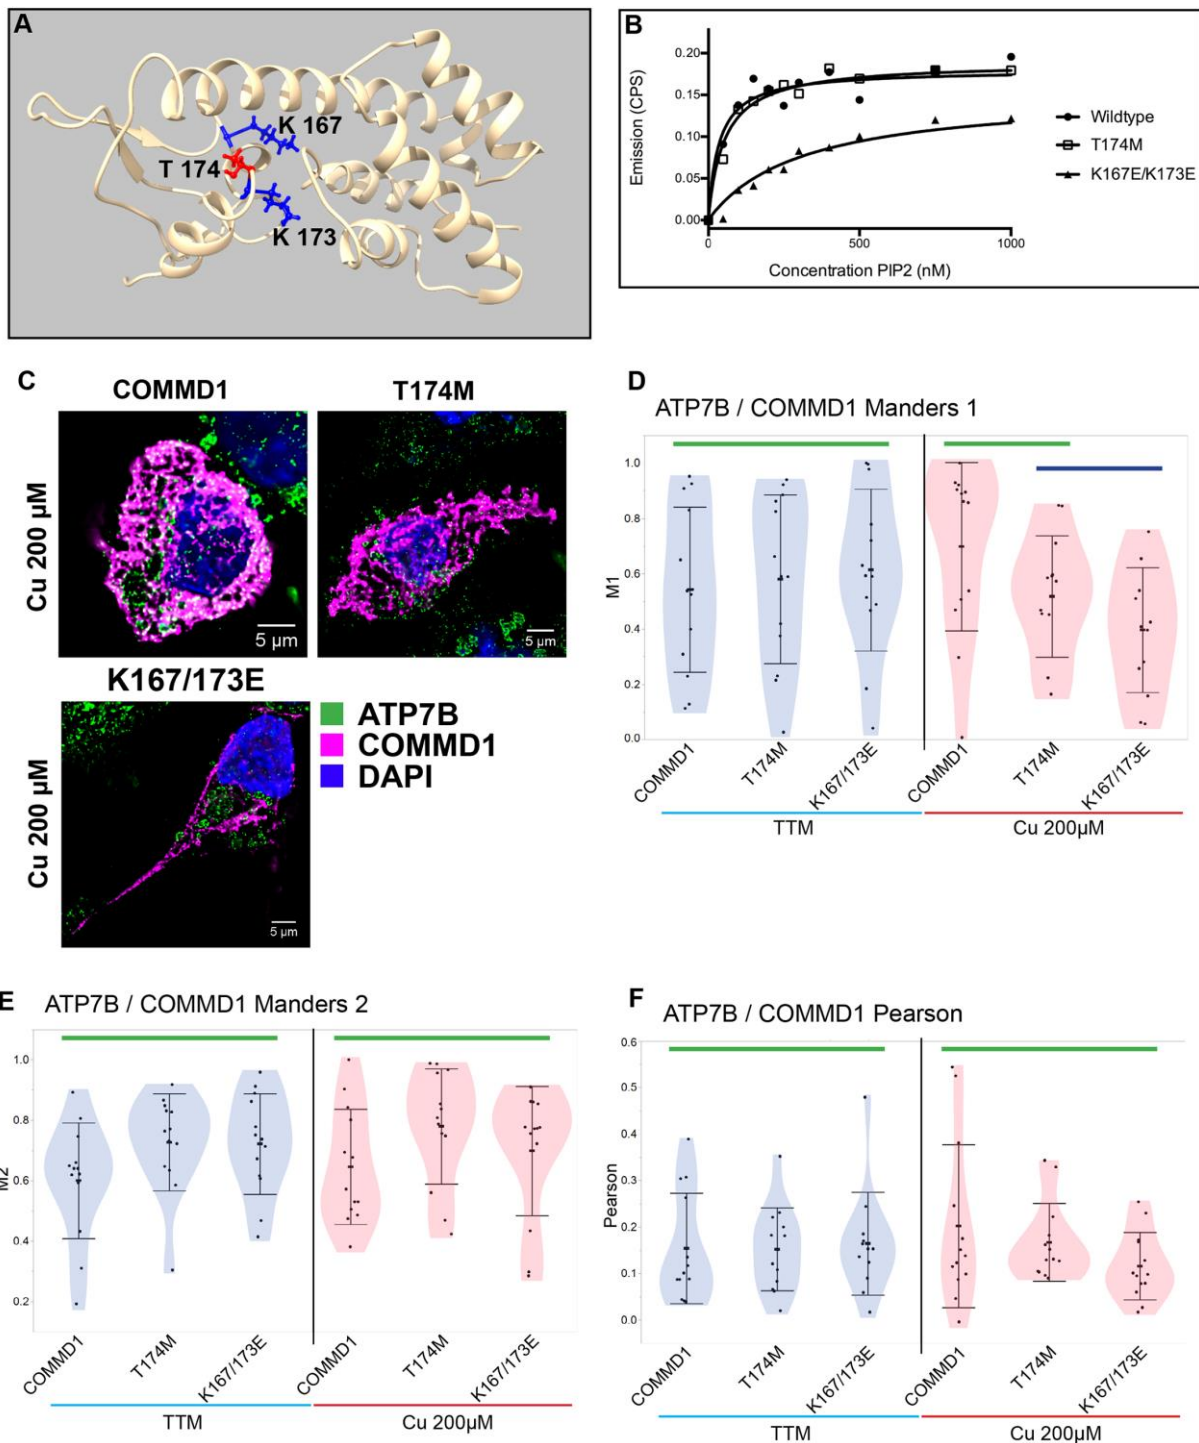 A
K 167
T 174
K 173
B
0.20
0.15
0.10
0.05
0.00
Emission (CPS)
0
500
1000
Concentration PIP2 (nM)
Wildtype
T174M
K167E/K173E
C
COMMD1
T174M
Cu 200 µM
5 µm
5 µm
K167/173E
Cu 200 µM
5 µm
ATP7B
COMMD1
DAPI
D
ATP7B / COMMD1 Manders 1
1.0
0.8
0.6
0.4
0.2
0.0
M1
COMMD1
T174M
K167/173E
COMMD1
T174M
K167/173E
TTM
Cu 200µM
E
ATP7B / COMMD1 Manders 2
1.0
0.8
0.6
0.4
0.2
M2
COMMD1
T174M
K167/173E
COMMD1
T174M
K167/173E
TTM
Cu 200µM
F
ATP7B / COMMD1 Pearson
0.6
0.5
0.4
0.3
0.2
0.1
0.0
Pearson
COMMD1
T174M
K167/173E
COMMD1
T174M
K167/173E
TTM
Cu 200µM